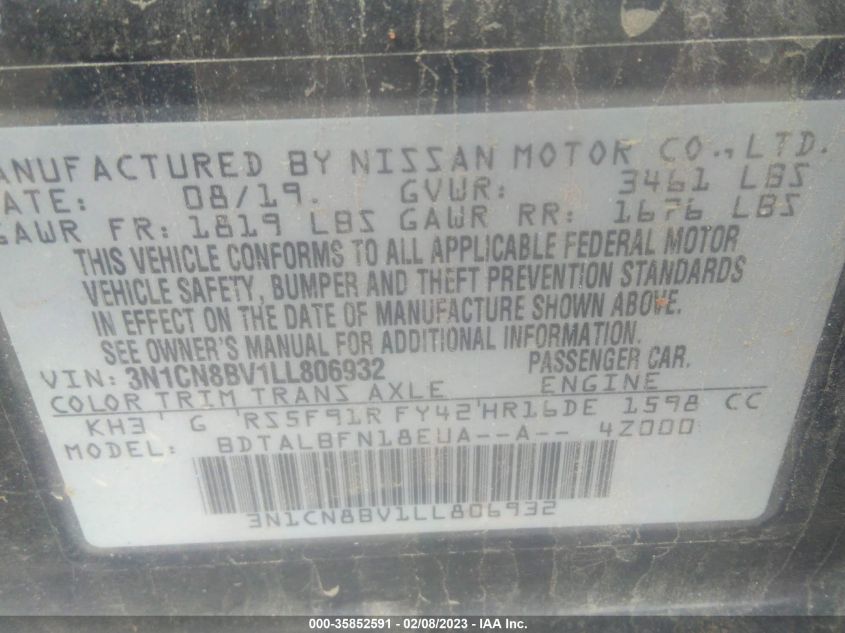 ANUFACTURED BY NISSAN MOTOR CO., LTD.
ATE: 08/19. GVWR: 3461 LBS
GAWR FR: 1819 LBS GAWR RR: 1676 LBS
THIS VEHICLE CONFORMS TO ALL APPLICABLE FEDERAL MOTOR
VEHICLE SAFETY, BUMPER AND THEFT PREVENTION STANDARDS
IN EFFECT ON THE DATE OF MANUFACTURE SHOWN ABOVE.
SEE OWNER'S MANUAL FOR ADDITIONAL INFORMATION.
VIN: 3N1CN8BV1LL806932 PASSENGER CAR.
COLOR TRIM TRANS AXLE ENGINE
KH3' G 'RS5F91R FY42'HR16DE 1598 CC
MODEL: BDTALBFN18EUA--A-- 4Z000
3N1CN8BV1LL806932
000-35852591 - 02/08/2023 - IAA Inc.